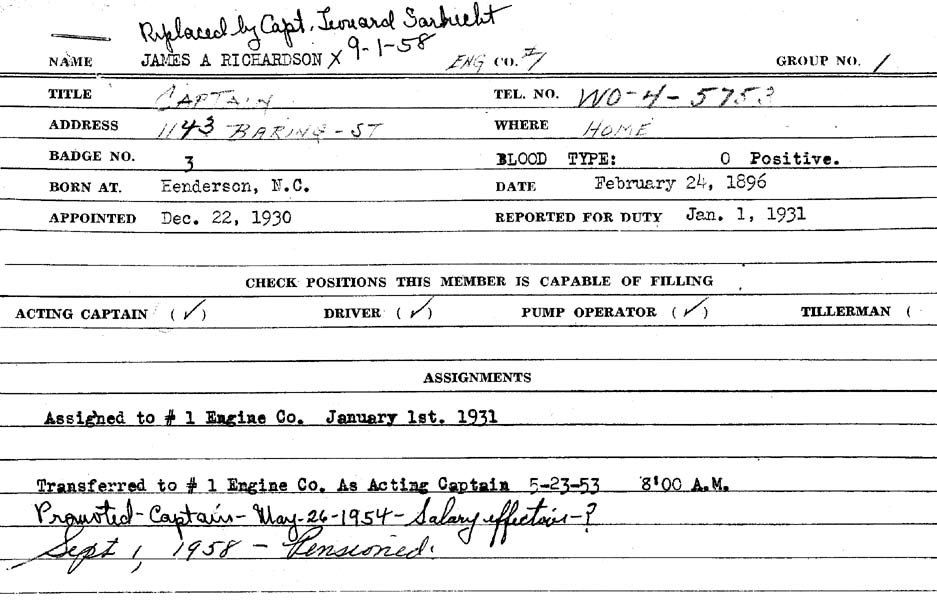 Replaced by Capt. Leonard
9-1-58
NAME JAMES A RICHARDSON X ENG CO. #1 GROUP NO. 1
TITLE CAPTAIN TEL. NO. WO-4-5753
ADDRESS 1143 BARING-ST WHERE HOME
BADGE NO. 3 BLOOD TYPE: O Positive.
BORN AT. Henderson, N.C. DATE February 24, 1896
APPOINTED Dec. 22, 1930 REPORTED FOR DUTY Jan. 1, 1931
CHECK POSITIONS THIS MEMBER IS CAPABLE OF FILLING
ACTING CAPTAIN (✓) DRIVER (✓) PUMP OPERATOR (✓) TILLERMAN (
ASSIGNMENTS
Assigned to # 1 Engine Co. January 1st. 1931
Transferred to # 1 Engine Co. As Acting Captain 5-23-53 8'00 A.M.
Promoted-Captain-May-26-1954-Salary effective-?
Sept 1, 1958 - Pensioned.